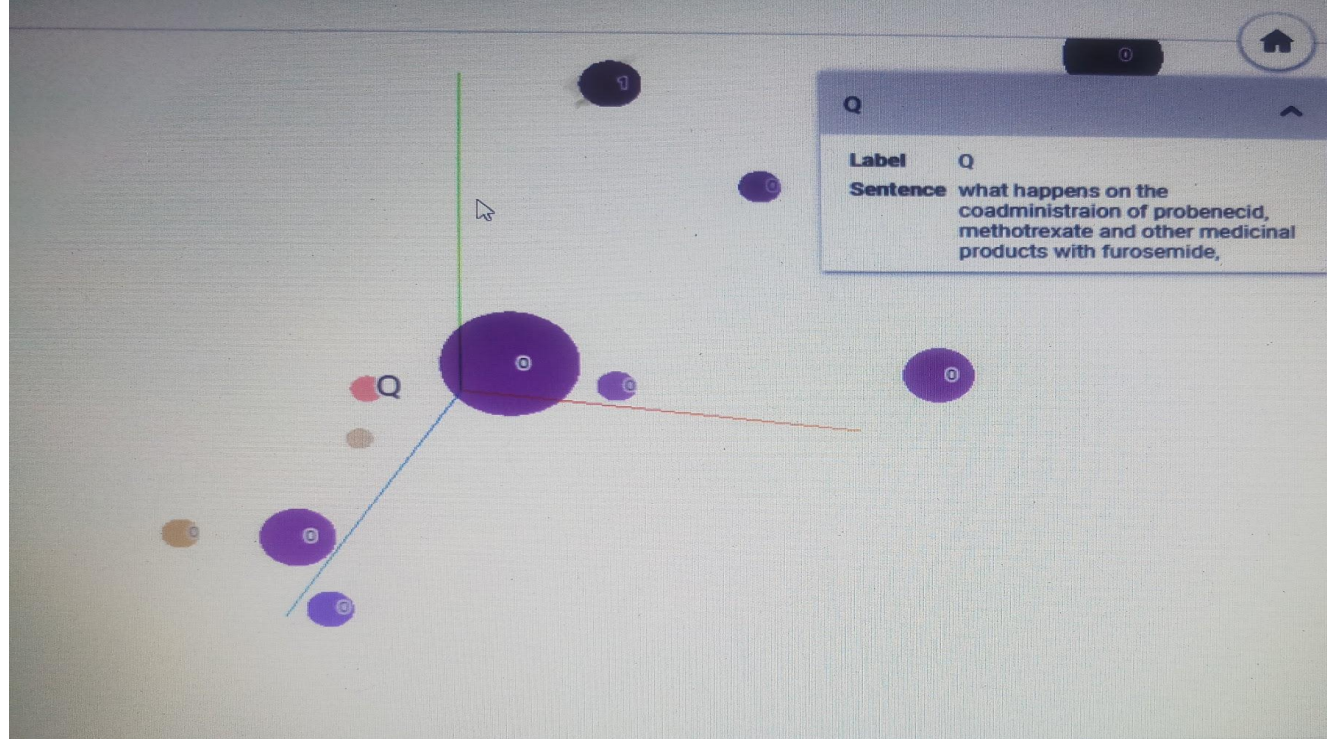 1
0
Q
Label Q
Sentence what happens on the
coadministraion of probenecid,
methotrexate and other medicinal
products with furosemide,
0
0
0
0
Q
0
0
0